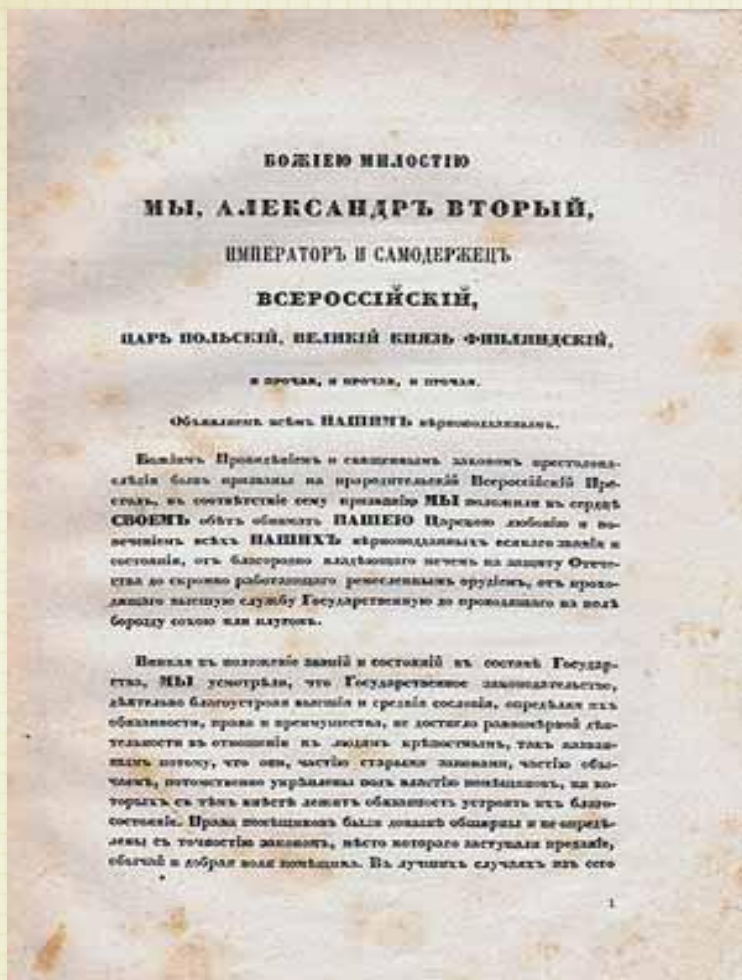 БОЖІЕЮ МИЛОСТІЮ
МЫ, АЛЕКСАНДРЪ ВТОРЫЙ,
ИМПЕРАТОРЪ И САМОДЕРЖЕЦЪ
ВСЕРОССІЙСКІЙ,
ЦАРЬ ПОЛЬСКІЙ, ВЕЛИКІЙ КНЯЗЬ ФИНЛЯНДСКІЙ,
и прочая, и прочая, и прочая.
Объявляемъ всѣмъ НАШИМЪ вѣрноподданнымъ.
Божіимъ Провидѣніемъ и священнымъ закономъ престолона-
слѣдія бывъ призваны на прародительскій Всероссійскій Пре-
столъ, въ соотвѣтствіе сему призванію МЫ положили въ сердцѣ
СВОЕМЪ обѣтъ обнимать НАШЕЮ Царскою любовію и по-
печеніемъ всѣхъ НАШИХЪ вѣрноподданныхъ всякаго званія и
состоянія, отъ благородно владѣющаго мечемъ на защиту Отече-
ства до скромно работающаго ремесленнымъ орудіемъ, отъ прохо-
дящаго высшую службу Государственную до проводящаго на полѣ
борозду сохою или плугомъ.
Вникая въ положеніе званій и состояній въ составѣ Государ-
ства, МЫ усмотрѣли, что Государственное законодательство,
дѣятельно благоустрояя высшія и среднія сословія, опредѣляя ихъ
обязанности, права и преимущества, не достигло равномѣрной дѣя-
тельности въ отношеніи къ людямъ крѣпостнымъ, такъ назван-
нымъ потому, что они, частію старыми законами, частію обы-
чаемъ, потомственно укрѣплены подъ властію помѣщиковъ, на ко-
торыхъ съ тѣмъ вмѣстѣ лежитъ обязанность устроять ихъ благо-
состояніе. Права помѣщиковъ были донынѣ обширны и не опредѣ-
лены съ точностію закономъ, мѣсто котораго заступали преданіе,
обычай и добрая воля помѣщика. Въ лучшихъ случаяхъ изъ сего
1